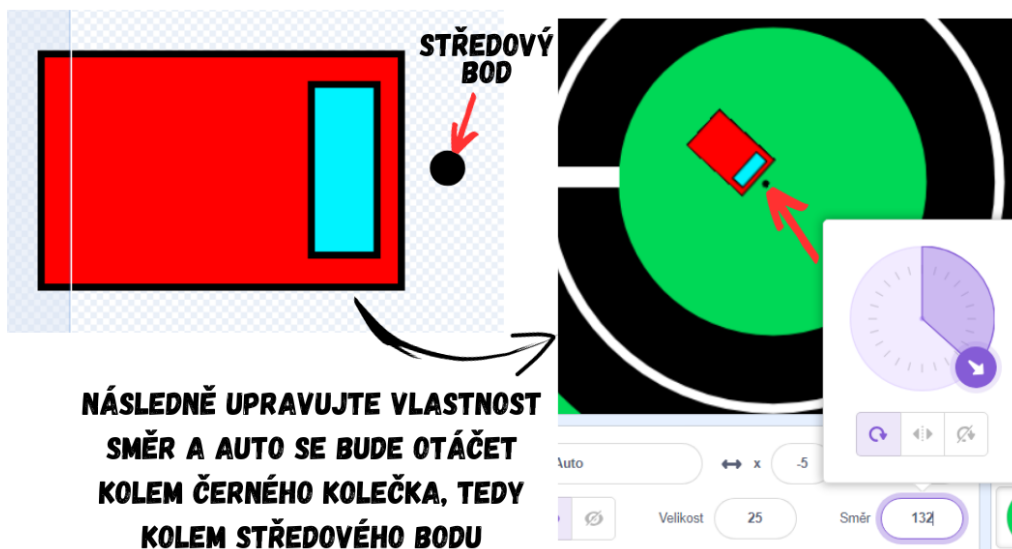 STŘEDOVÝ
BOD
NÁSLEDNĚ UPRAVUJTE VLASTNOST
SMĚR A AUTO SE BUDE OTÁČET
KOLEM ČERNÉHO KOLEČKA, TEDY
KOLEM STŘEDOVÉHO BODU
Auto x -5
Velikost 25 Směr 132